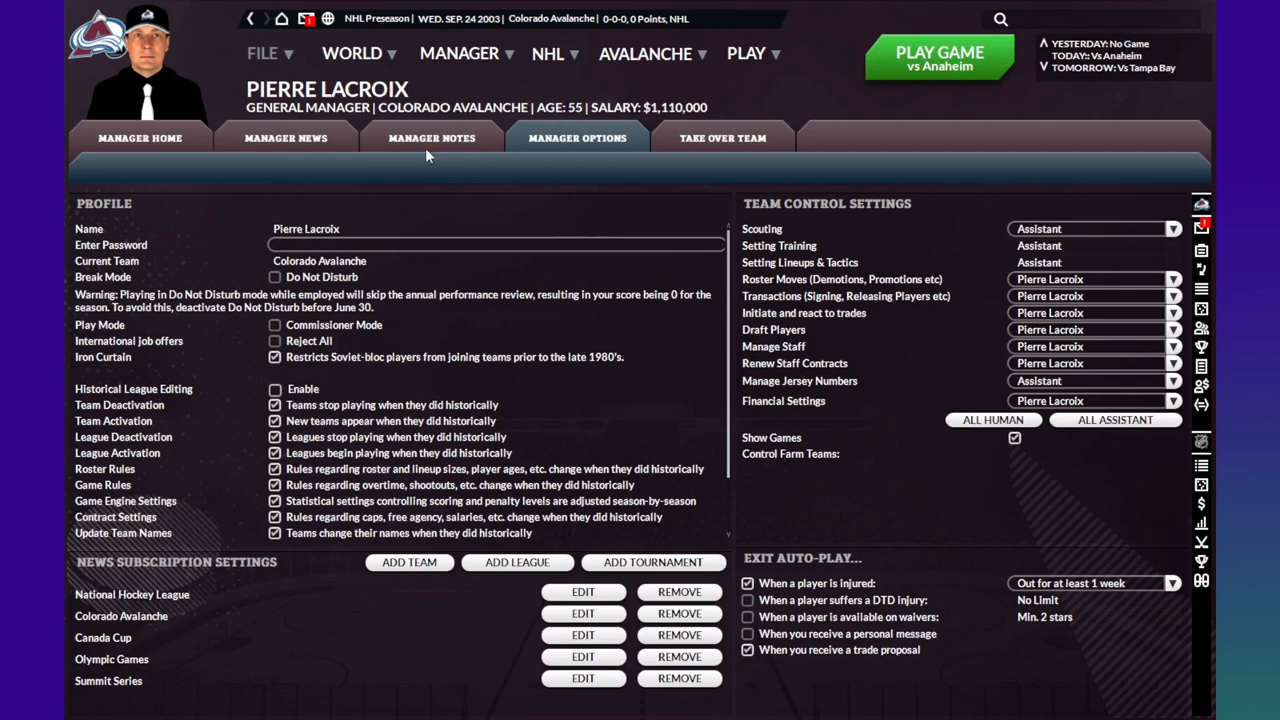 NHL Preseason | WED. SEP. 24 2003 | Colorado Avalanche | 0-0-0, 0 Points, NHL
FILE WORLD MANAGER NHL AVALANCHE PLAY
PLAY GAME
vs Anaheim
YESTERDAY: No Game
TODAY:: Vs Anaheim
TOMORROW: Vs Tampa Bay
PIERRE LACROIX
GENERAL MANAGER | COLORADO AVALANCHE | AGE: 55 | SALARY: $1,110,000
MANAGER HOME MANAGER NEWS MANAGER NOTES MANAGER OPTIONS TAKE OVER TEAM
PROFILE
Name Pierre Lacroix
Enter Password
Current Team Colorado Avalanche
Break Mode Do Not Disturb
Warning: Playing in Do Not Disturb mode while employed will skip the annual performance review, resulting in your score being 0 for the
season. To avoid this, deactivate Do Not Disturb before June 30.
Play Mode Commissioner Mode
International job offers Reject All
Iron Curtain Restricts Soviet-bloc players from joining teams prior to the late 1980's.
Historical League Editing Enable
Team Deactivation Teams stop playing when they did historically
Team Activation New teams appear when they did historically
League Deactivation Leagues stop playing when they did historically
League Activation Leagues begin playing when they did historically
Roster Rules Rules regarding roster and lineup sizes, player ages, etc. change when they did historically
Game Rules Rules regarding overtime, shootouts, etc. change when they did historically
Game Engine Settings Statistical settings controlling scoring and penalty levels are adjusted season-by-season
Contract Settings Rules regarding caps, free agency, salaries, etc. change when they did historically
Update Team Names Teams change their names when they did historically
TEAM CONTROL SETTINGS
Scouting Assistant
Setting Training Assistant
Setting Lineups & Tactics Assistant
Roster Moves (Demotions, Promotions etc) Pierre Lacroix
Transactions (Signing, Releasing Players etc) Pierre Lacroix
Initiate and react to trades Pierre Lacroix
Draft Players Pierre Lacroix
Manage Staff Pierre Lacroix
Renew Staff Contracts Pierre Lacroix
Manage Jersey Numbers Assistant
Financial Settings Pierre Lacroix
ALL HUMAN ALL ASSISTANT
Show Games
Control Farm Teams:
NEWS SUBSCRIPTION SETTINGS ADD TEAM ADD LEAGUE ADD TOURNAMENT
National Hockey League EDIT REMOVE
Colorado Avalanche EDIT REMOVE
Canada Cup EDIT REMOVE
Olympic Games EDIT REMOVE
Summit Series EDIT REMOVE
EXIT AUTO-PLAY...
When a player is injured: Out for at least 1 week
When a player suffers a DTD injury: No Limit
When a player is available on waivers: Min. 2 stars
When you receive a personal message
When you receive a trade proposal